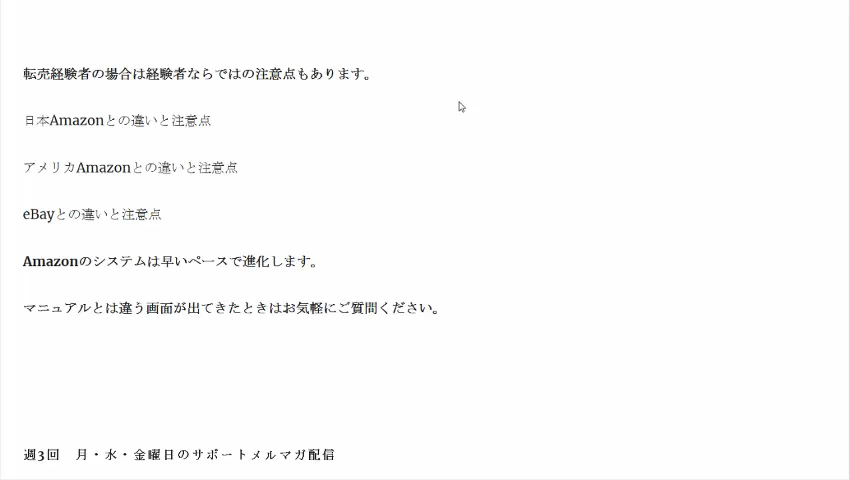 転売経験者の場合は経験者ならではの注意点もあります。
日本Amazonとの違いと注意点
アメリカAmazonとの違いと注意点
eBayとの違いと注意点
Amazonのシステムは早いペースで進化します。
マニュアルとは違う画面が出てきたときはお気軽にご質問ください。
週3回　月・水・金曜日のサポートメルマガ配信